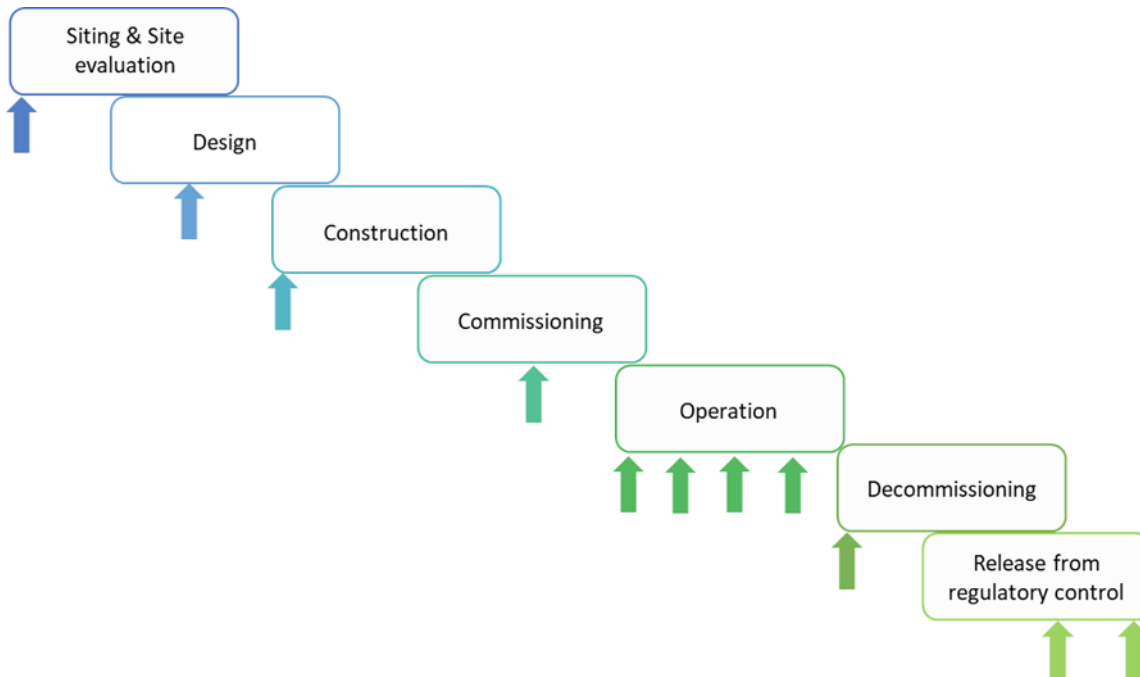 Siting & Site
evaluation
Design
Construction
Commissioning
Operation
Decommissioning
Release from
regulatory control